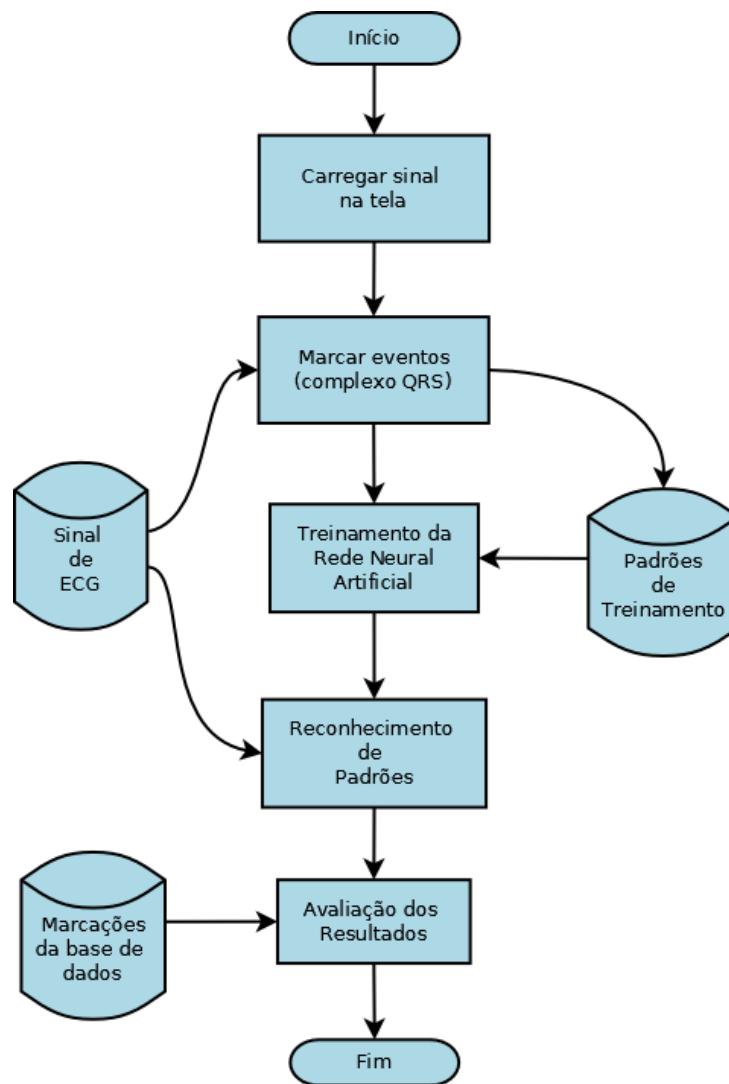 Início
Carregar sinal
na tela
Marcar eventos
(complexo QRS)
Sinal
de
ECG
Treinamento da
Rede Neural
Artificial
Padrões
de
Treinamento
Reconhecimento
de
Padrões
Marcações
da base de
dados
Avaliação dos
Resultados
Fim